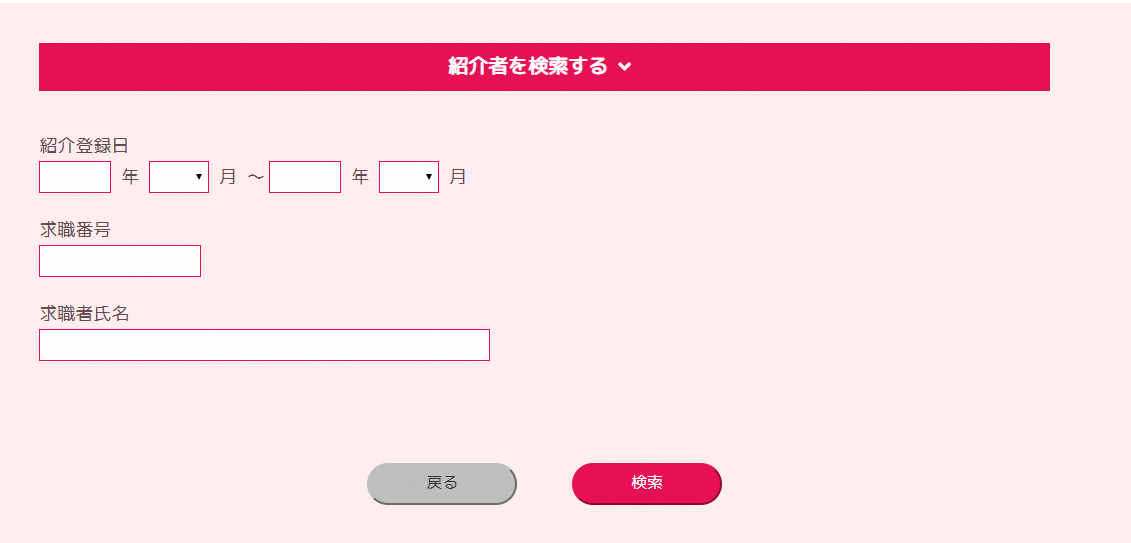 紹介者を検索する
紹介登録日
年 月 ～ 年 月
求職番号
求職者氏名
戻る 検索